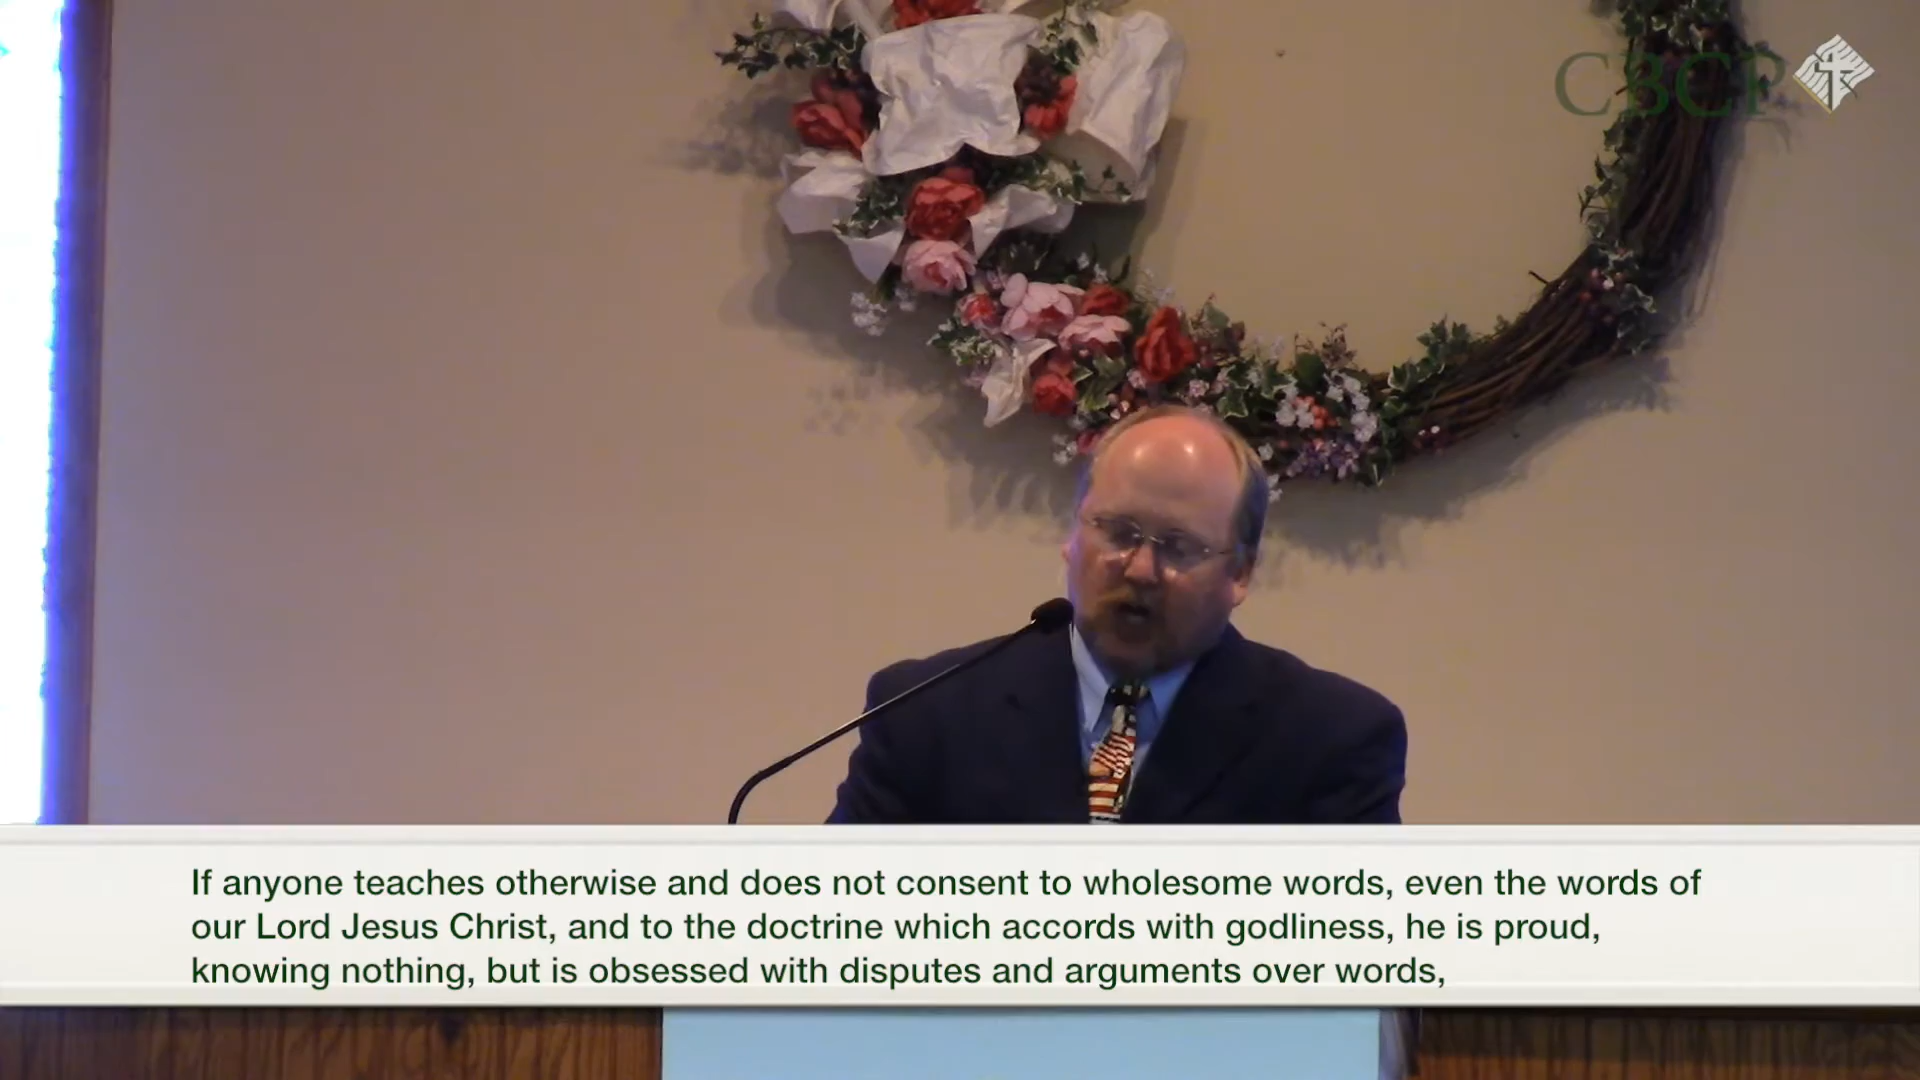 CBCP
If anyone teaches otherwise and does not consent to wholesome words, even the words of
our Lord Jesus Christ, and to the doctrine which accords with godliness, he is proud,
knowing nothing, but is obsessed with disputes and arguments over words,